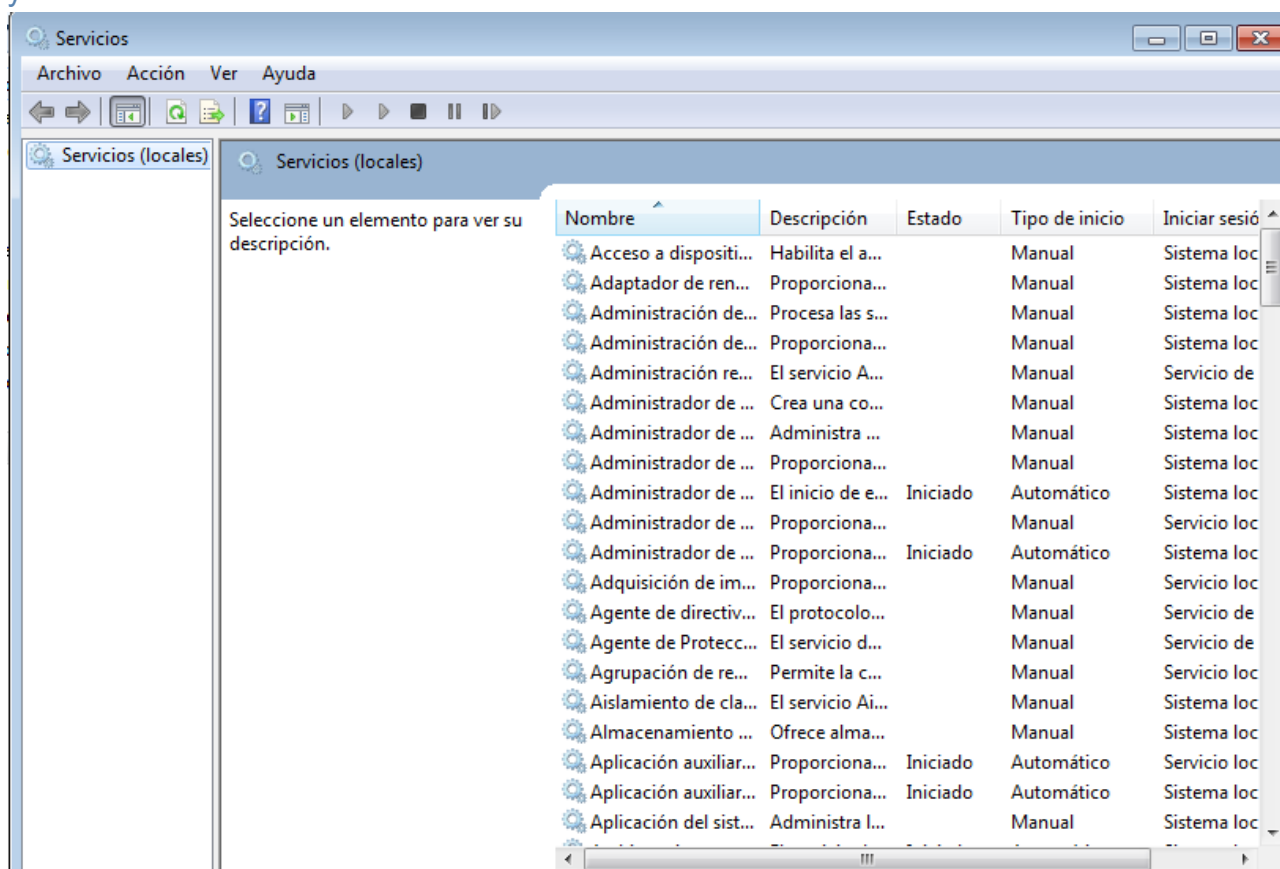 Servicios
Archivo Acción Ver Ayuda
Servicios (locales)
Servicios (locales)
Seleccione un elemento para ver su
descripción.
Nombre Descripción Estado Tipo de inicio Iniciar sesió
Acceso a dispositi... Habilita el a... Manual Sistema loc
Adaptador de ren... Proporciona... Manual Sistema loc
Administración de... Procesa las s... Manual Sistema loc
Administración de... Proporciona... Manual Sistema loc
Administración re... El servicio A... Manual Servicio de
Administrador de ... Crea una co... Manual Sistema loc
Administrador de ... Administra ... Manual Sistema loc
Administrador de ... Proporciona... Manual Sistema loc
Administrador de ... El inicio de e... Iniciado Automático Sistema loc
Administrador de ... Proporciona... Manual Servicio loc
Administrador de ... Proporciona... Iniciado Automático Sistema loc
Adquisición de im... Proporciona... Manual Servicio loc
Agente de directiv... El protocolo... Manual Servicio de
Agente de Protecc... El servicio d... Manual Servicio de
Agrupación de re... Permite la c... Manual Servicio loc
Aislamiento de cla... El servicio Ai... Manual Sistema loc
Almacenamiento ... Ofrece alma... Manual Sistema loc
Aplicación auxiliar... Proporciona... Iniciado Automático Servicio loc
Aplicación auxiliar... Proporciona... Iniciado Automático Sistema loc
Aplicación del sist... Administra l... Manual Sistema loc